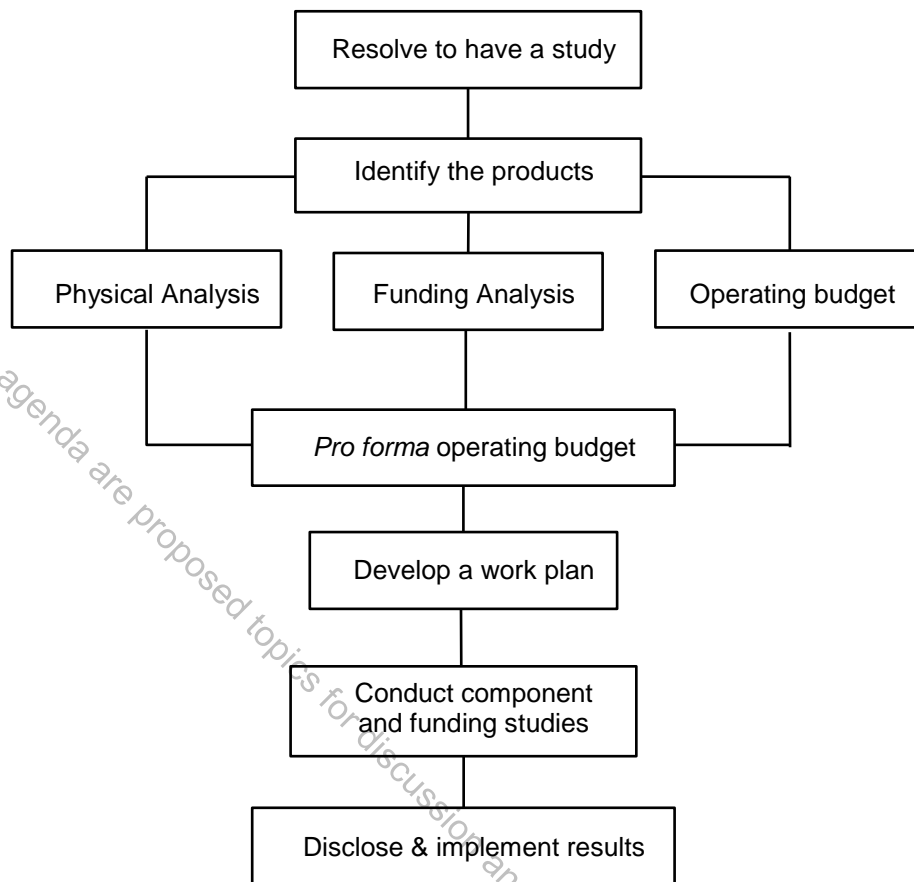 Resolve to have a study
Identify the products
Physical Analysis
Funding Analysis
Operating budget
Pro forma operating budget
Develop a work plan
Conduct component
and funding studies
Disclose & implement results
agenda are proposed topics for discussion an